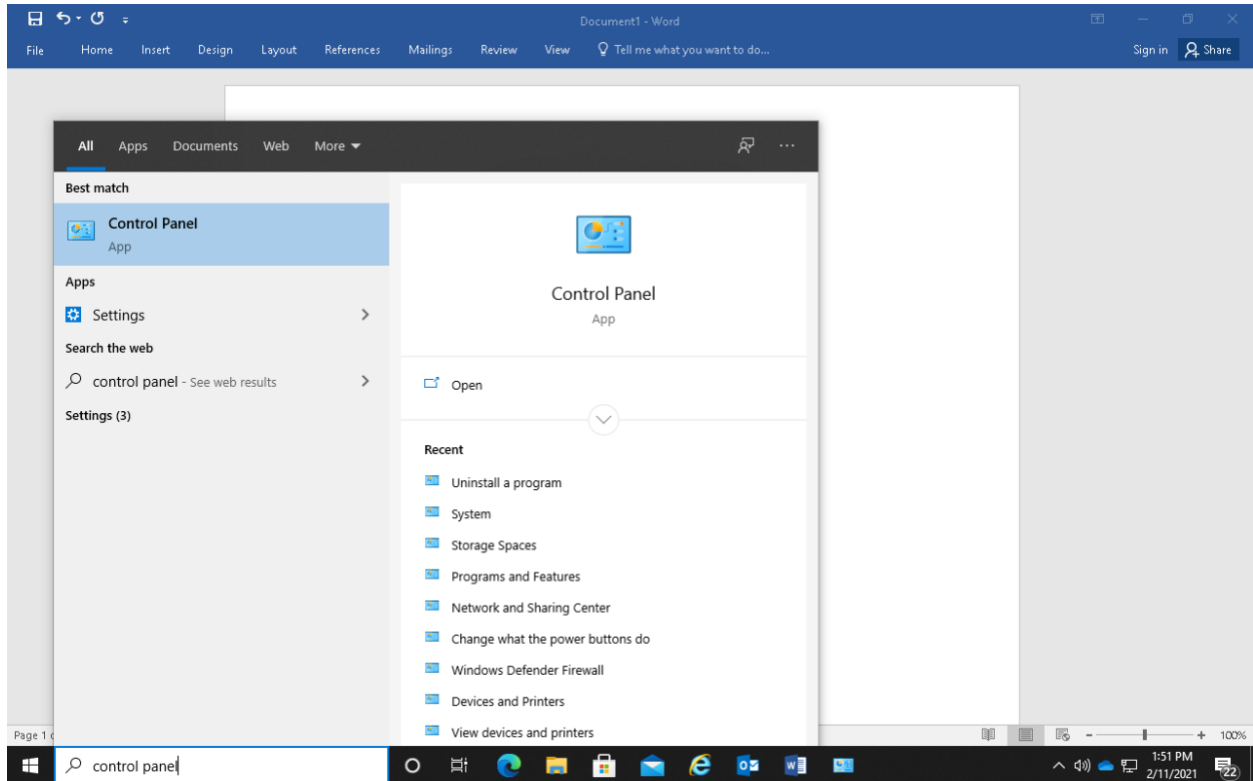 Document1 - Word
File Home Insert Design Layout References Mailings Review View Tell me what you want to do... Sign in Share
All Apps Documents Web More
Best match
Control Panel
App
Apps
Settings
Search the web
control panel - See web results
Settings (3)
Control Panel
App
Open
Recent
Uninstall a program
System
Storage Spaces
Programs and Features
Network and Sharing Center
Change what the power buttons do
Windows Defender Firewall
Devices and Printers
View devices and printers
Page 1
100%
control panel
1:51 PM
2/11/2021
22